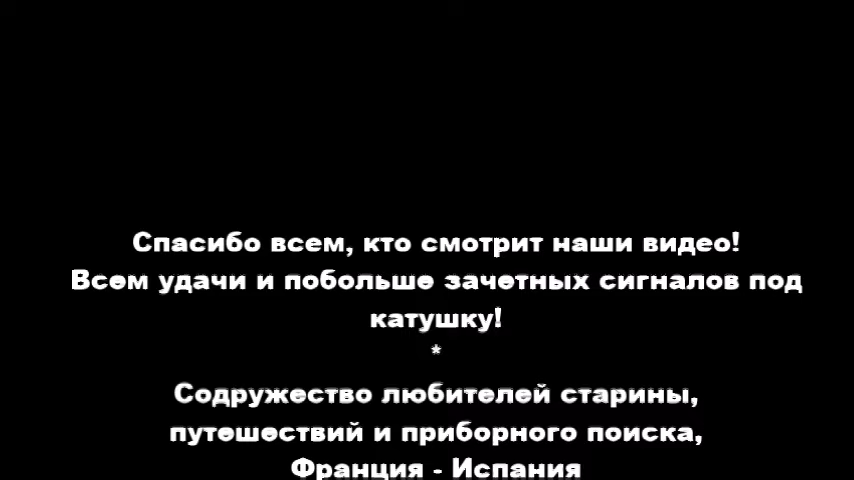 Спасибо всем, кто смотрит наши видео!
Всем удачи и побольше зачетных сигналов под
катушку!
*
Содружество любителей старины,
путешествий и приборного поиска,
Франция - Испания